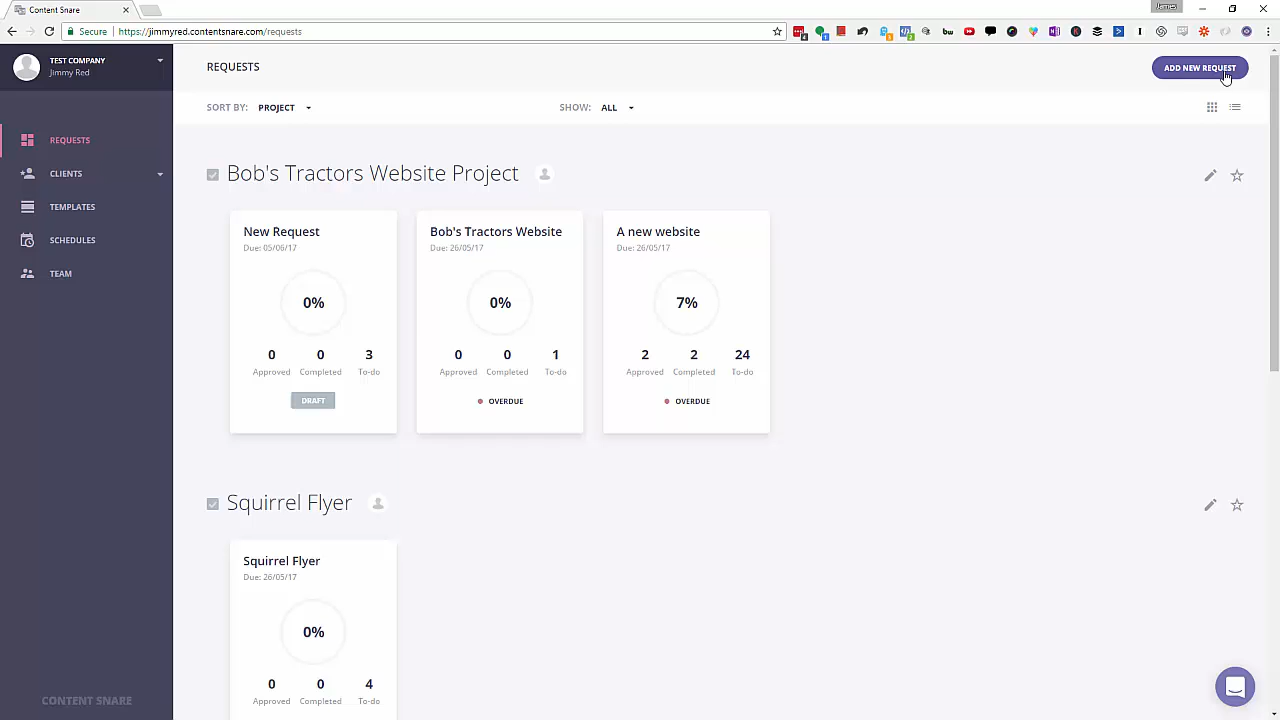 Content Snare
Secure
https://jimmyred.contentsnare.com/requests
TEST COMPANY
Jimmy Red
REQUESTS
CLIENTS
TEMPLATES
SCHEDULES
TEAM
CONTENT SNARE
REQUESTS
ADD NEW REQUEST
SORT BY: PROJECT
SHOW: ALL
Bob's Tractors Website Project
New Request
Due: 05/06/17
0%
0 0 3
Approved Completed To-do
DRAFT
Bob's Tractors Website
Due: 26/05/17
0%
0 0 1
Approved Completed To-do
OVERDUE
A new website
Due: 26/05/17
7%
2 2 24
Approved Completed To-do
OVERDUE
Squirrel Flyer
Squirrel Flyer
Due: 26/05/17
0%
0 0 4
Approved Completed To-do